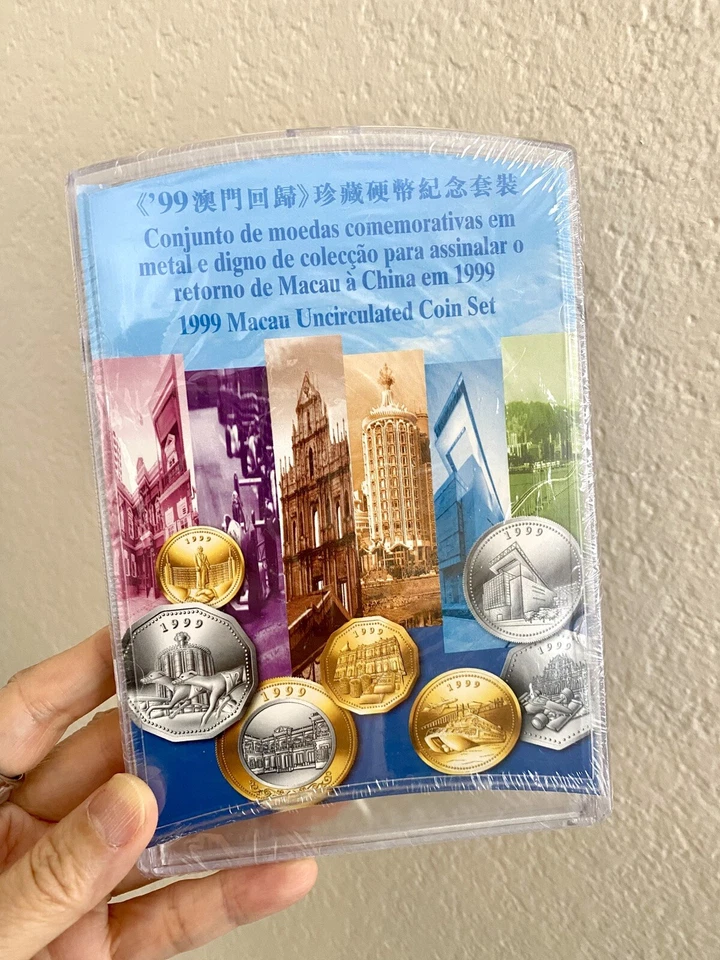 《’99澳門回歸》珍藏硬幣紀念套裝
Conjunto de moedas comemorativas em
metal e digno de colecção para assinalar o
retorno de Macau à China em 1999
1999 Macau Uncirculated Coin Set
1999
1999
1999
1999
1999
1999
1999